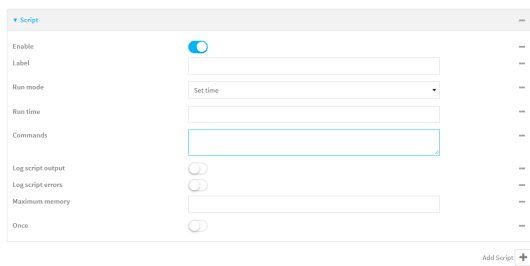 Script
Enable
Label
Run mode
Set time
Run time
Commands
Log script output
Log script errors
Maximum memory
Once
Add Script